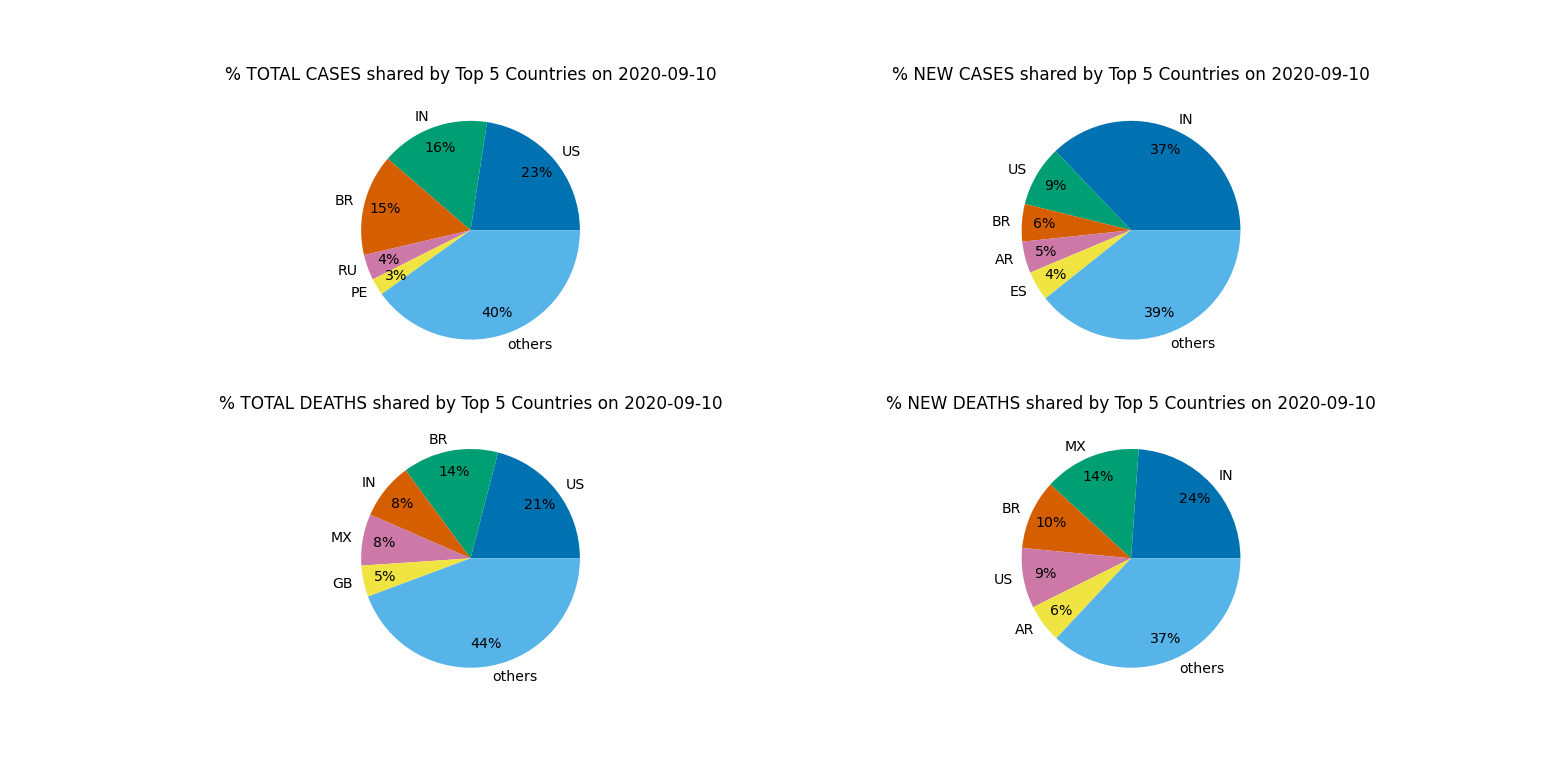 % TOTAL CASES shared by Top 5 Countries on 2020-09-10
IN
16%
US
23%
BR
15%
RU
4%
PE
3%
40%
others
% NEW CASES shared by Top 5 Countries on 2020-09-10
IN
37%
US
9%
BR
6%
AR
5%
ES
4%
39%
others
% TOTAL DEATHS shared by Top 5 Countries on 2020-09-10
BR
14%
US
21%
IN
8%
MX
8%
GB
5%
44%
others
% NEW DEATHS shared by Top 5 Countries on 2020-09-10
MX
14%
IN
24%
BR
10%
US
9%
AR
6%
37%
others